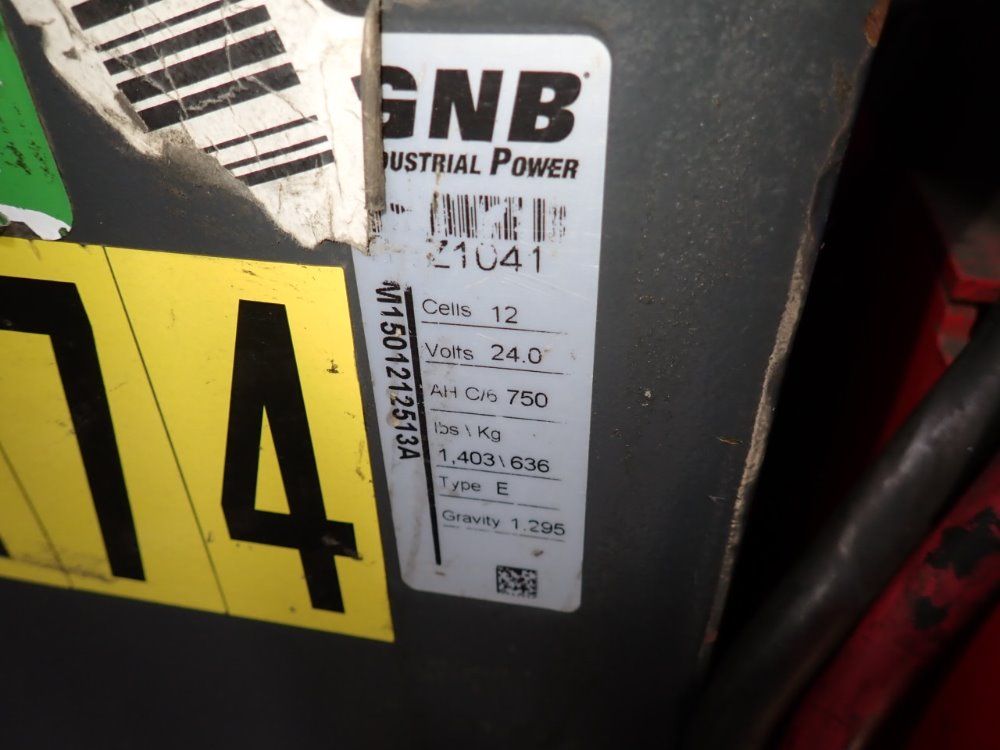 GNB
INDUSTRIAL POWER
Z1041
M1501212513A
Cells 12
Volts 24.0
AH C/6 750
lbs \ Kg
1,403\636
Type E
Gravity 1.295
74